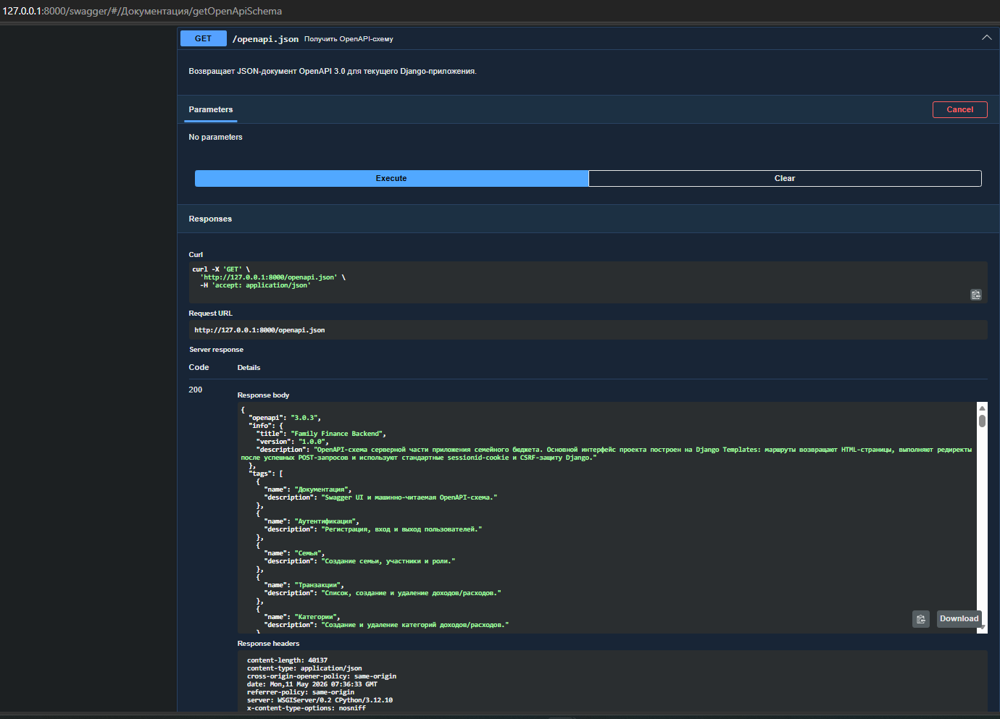 127.0.0.1:8000/swagger/#/Документация/getOpenApiSchema
GET /openapi.json Получить OpenAPI-схему
Возвращает JSON-документ OpenAPI 3.0 для текущего Django-приложения.
Parameters Cancel
No parameters
Execute Clear
Responses
Curl
curl -X 'GET' \
'http://127.0.0.1:8000/openapi.json' \
-H 'accept: application/json'
Request URL
http://127.0.0.1:8000/openapi.json
Server response
Code Details
200
Response body
{
"openapi": "3.0.3",
"info": {
"title": "Family Finance Backend",
"version": "1.0.0",
"description": "OpenAPI-схема серверной части приложения семейного бюджета. Основной интерфейс проекта построен на Django Templates: маршруты возвращают HTML-страницы, выполняют редиректы
после успешных POST-запросов и используют стандартные sessionid-cookie и CSRF-защиту Django."
},
"tags": [
{
"name": "Документация",
"description": "Swagger UI и машинно-читаемая OpenAPI-схема."
},
{
"name": "Аутентификация",
"description": "Регистрация, вход и выход пользователей."
},
{
"name": "Семья",
"description": "Создание семьи, участники и роли."
},
{
"name": "Транзакции",
"description": "Список, создание и удаление доходов/расходов."
},
{
"name": "Категории",
"description": "Создание и удаление категорий доходов/расходов."
}
Download
Response headers
content-length: 40137
content-type: application/json
cross-origin-opener-policy: same-origin
date: Mon,11 May 2026 07:36:33 GMT
referrer-policy: same-origin
server: WSGIServer/0.2 CPython/3.12.10
x-content-type-options: nosniff